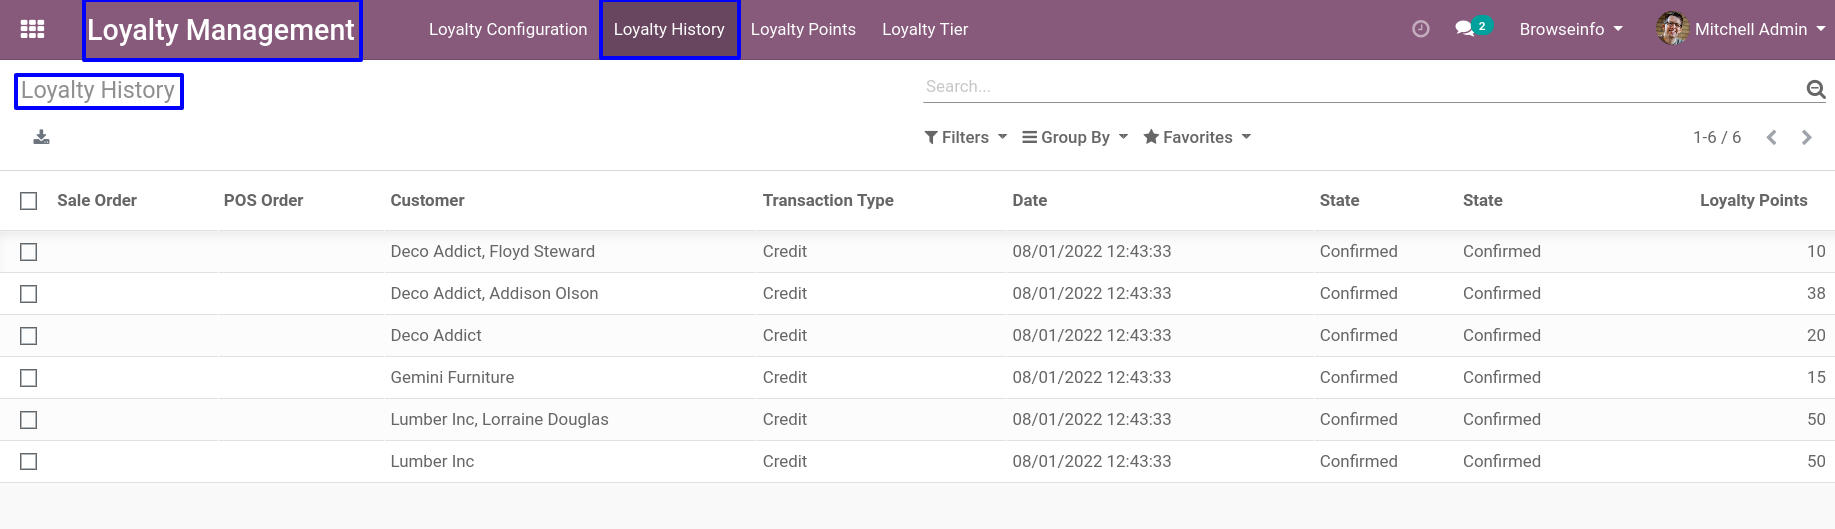 Loyalty Management Loyalty Configuration Loyalty History Loyalty Points Loyalty Tier 2 Browseinfo Mitchell Admin
Loyalty History Search...
Filters Group By Favorites 1-6 / 6
Sale Order POS Order Customer Transaction Type Date State State Loyalty Points
Deco Addict, Floyd Steward Credit 08/01/2022 12:43:33 Confirmed Confirmed 10
Deco Addict, Addison Olson Credit 08/01/2022 12:43:33 Confirmed Confirmed 38
Deco Addict Credit 08/01/2022 12:43:33 Confirmed Confirmed 20
Gemini Furniture Credit 08/01/2022 12:43:33 Confirmed Confirmed 15
Lumber Inc, Lorraine Douglas Credit 08/01/2022 12:43:33 Confirmed Confirmed 50
Lumber Inc Credit 08/01/2022 12:43:33 Confirmed Confirmed 50